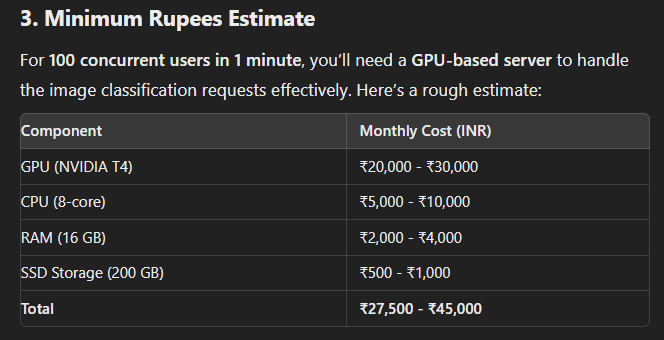 3. Minimum Rupees Estimate
For 100 concurrent users in 1 minute, you’ll need a GPU-based server to handle
the image classification requests effectively. Here’s a rough estimate:
Component Monthly Cost (INR)
GPU (NVIDIA T4) ₹20,000 - ₹30,000
CPU (8-core) ₹5,000 - ₹10,000
RAM (16 GB) ₹2,000 - ₹4,000
SSD Storage (200 GB) ₹500 - ₹1,000
Total ₹27,500 - ₹45,000